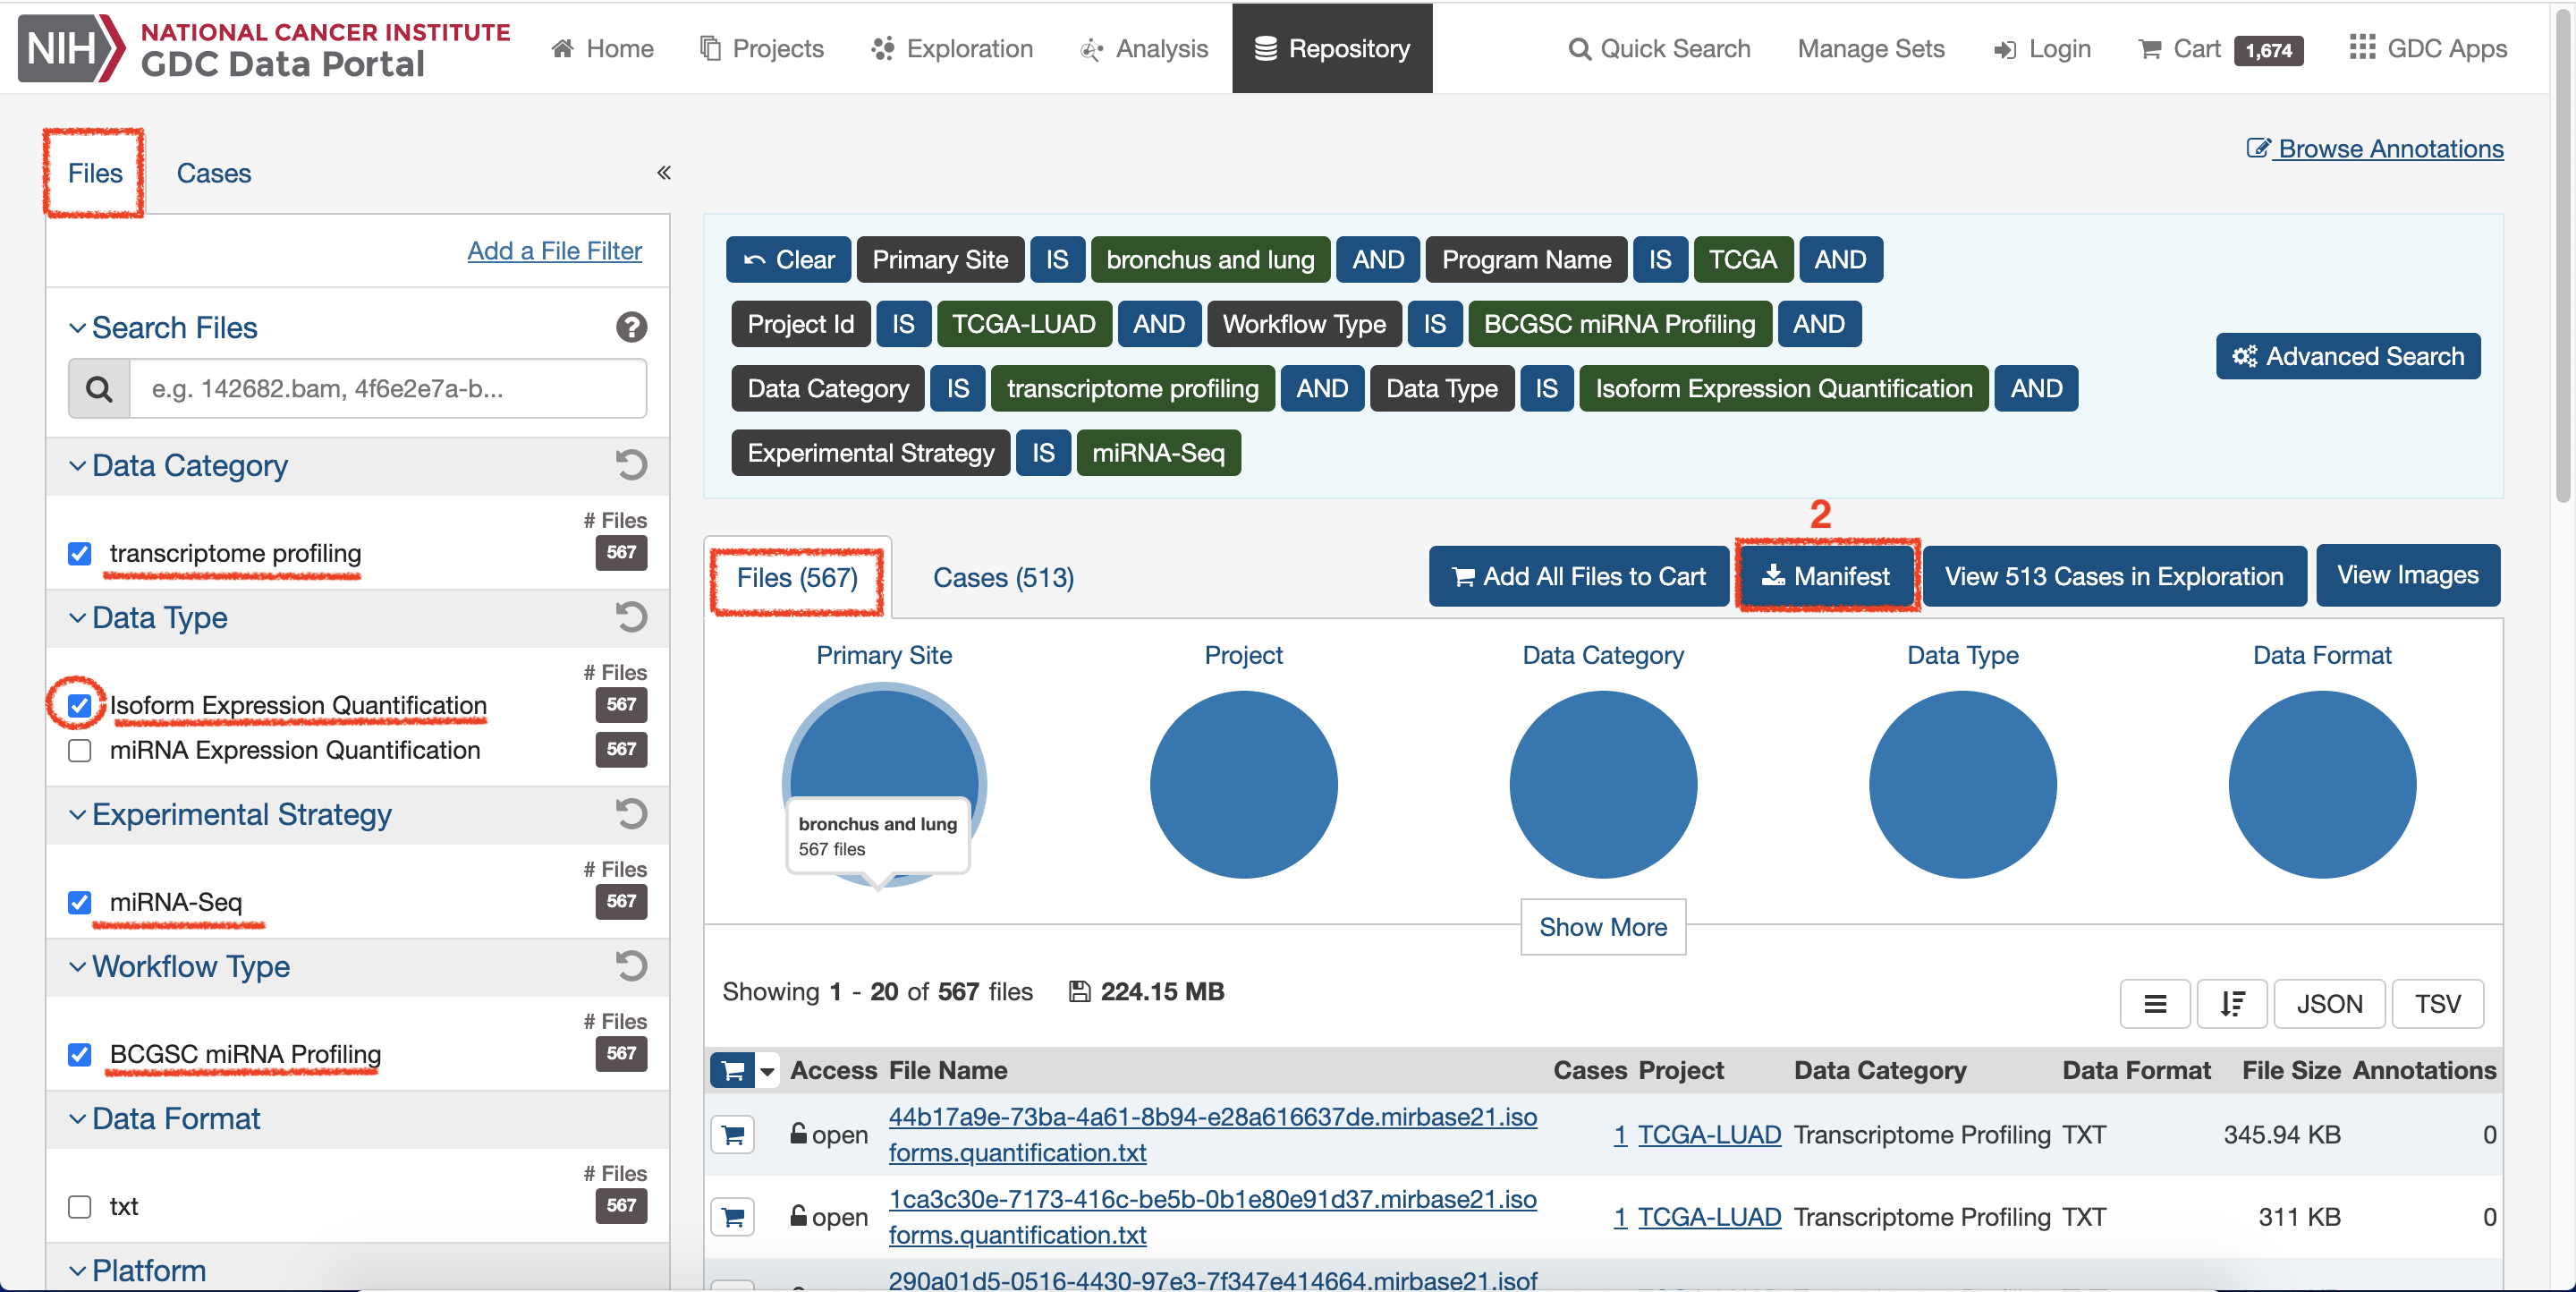 NIH NATIONAL CANCER INSTITUTE
GDC Data Portal
Home Projects Exploration Analysis Repository Quick Search Manage Sets Login Cart 1,674 GDC Apps
Browse Annotations
Files Cases «
Add a File Filter
Search Files ?
e.g. 142682.bam, 4f6e2e7a-b...
Data Category
# Files
transcriptome profiling 567
Data Type
# Files
Isoform Expression Quantification 567
miRNA Expression Quantification 567
Experimental Strategy
# Files
miRNA-Seq 567
Workflow Type
# Files
BCGSC miRNA Profiling 567
Data Format
# Files
txt 567
Platform
Clear Primary Site IS bronchus and lung AND Program Name IS TCGA AND
Project Id IS TCGA-LUAD AND Workflow Type IS BCGSC miRNA Profiling AND
Data Category IS transcriptome profiling AND Data Type IS Isoform Expression Quantification AND
Experimental Strategy IS miRNA-Seq
Advanced Search
2
Files (567) Cases (513) Add All Files to Cart Manifest View 513 Cases in Exploration View Images
Primary Site Project Data Category Data Type Data Format
bronchus and lung
567 files
Show More
Showing 1 - 20 of 567 files 224.15 MB
JSON TSV
Access File Name Cases Project Data Category Data Format File Size Annotations
44b17a9e-73ba-4a61-8b94-e28a616637de.mirbase21.iso
open forms.quantification.txt 1 TCGA-LUAD Transcriptome Profiling TXT 345.94 KB 0
1ca3c30e-7173-416c-be5b-0b1e80e91d37.mirbase21.iso
open forms.quantification.txt 1 TCGA-LUAD Transcriptome Profiling TXT 311 KB 0
290a01d5-0516-4430-97e3-7f347e414664.mirbase21.isof